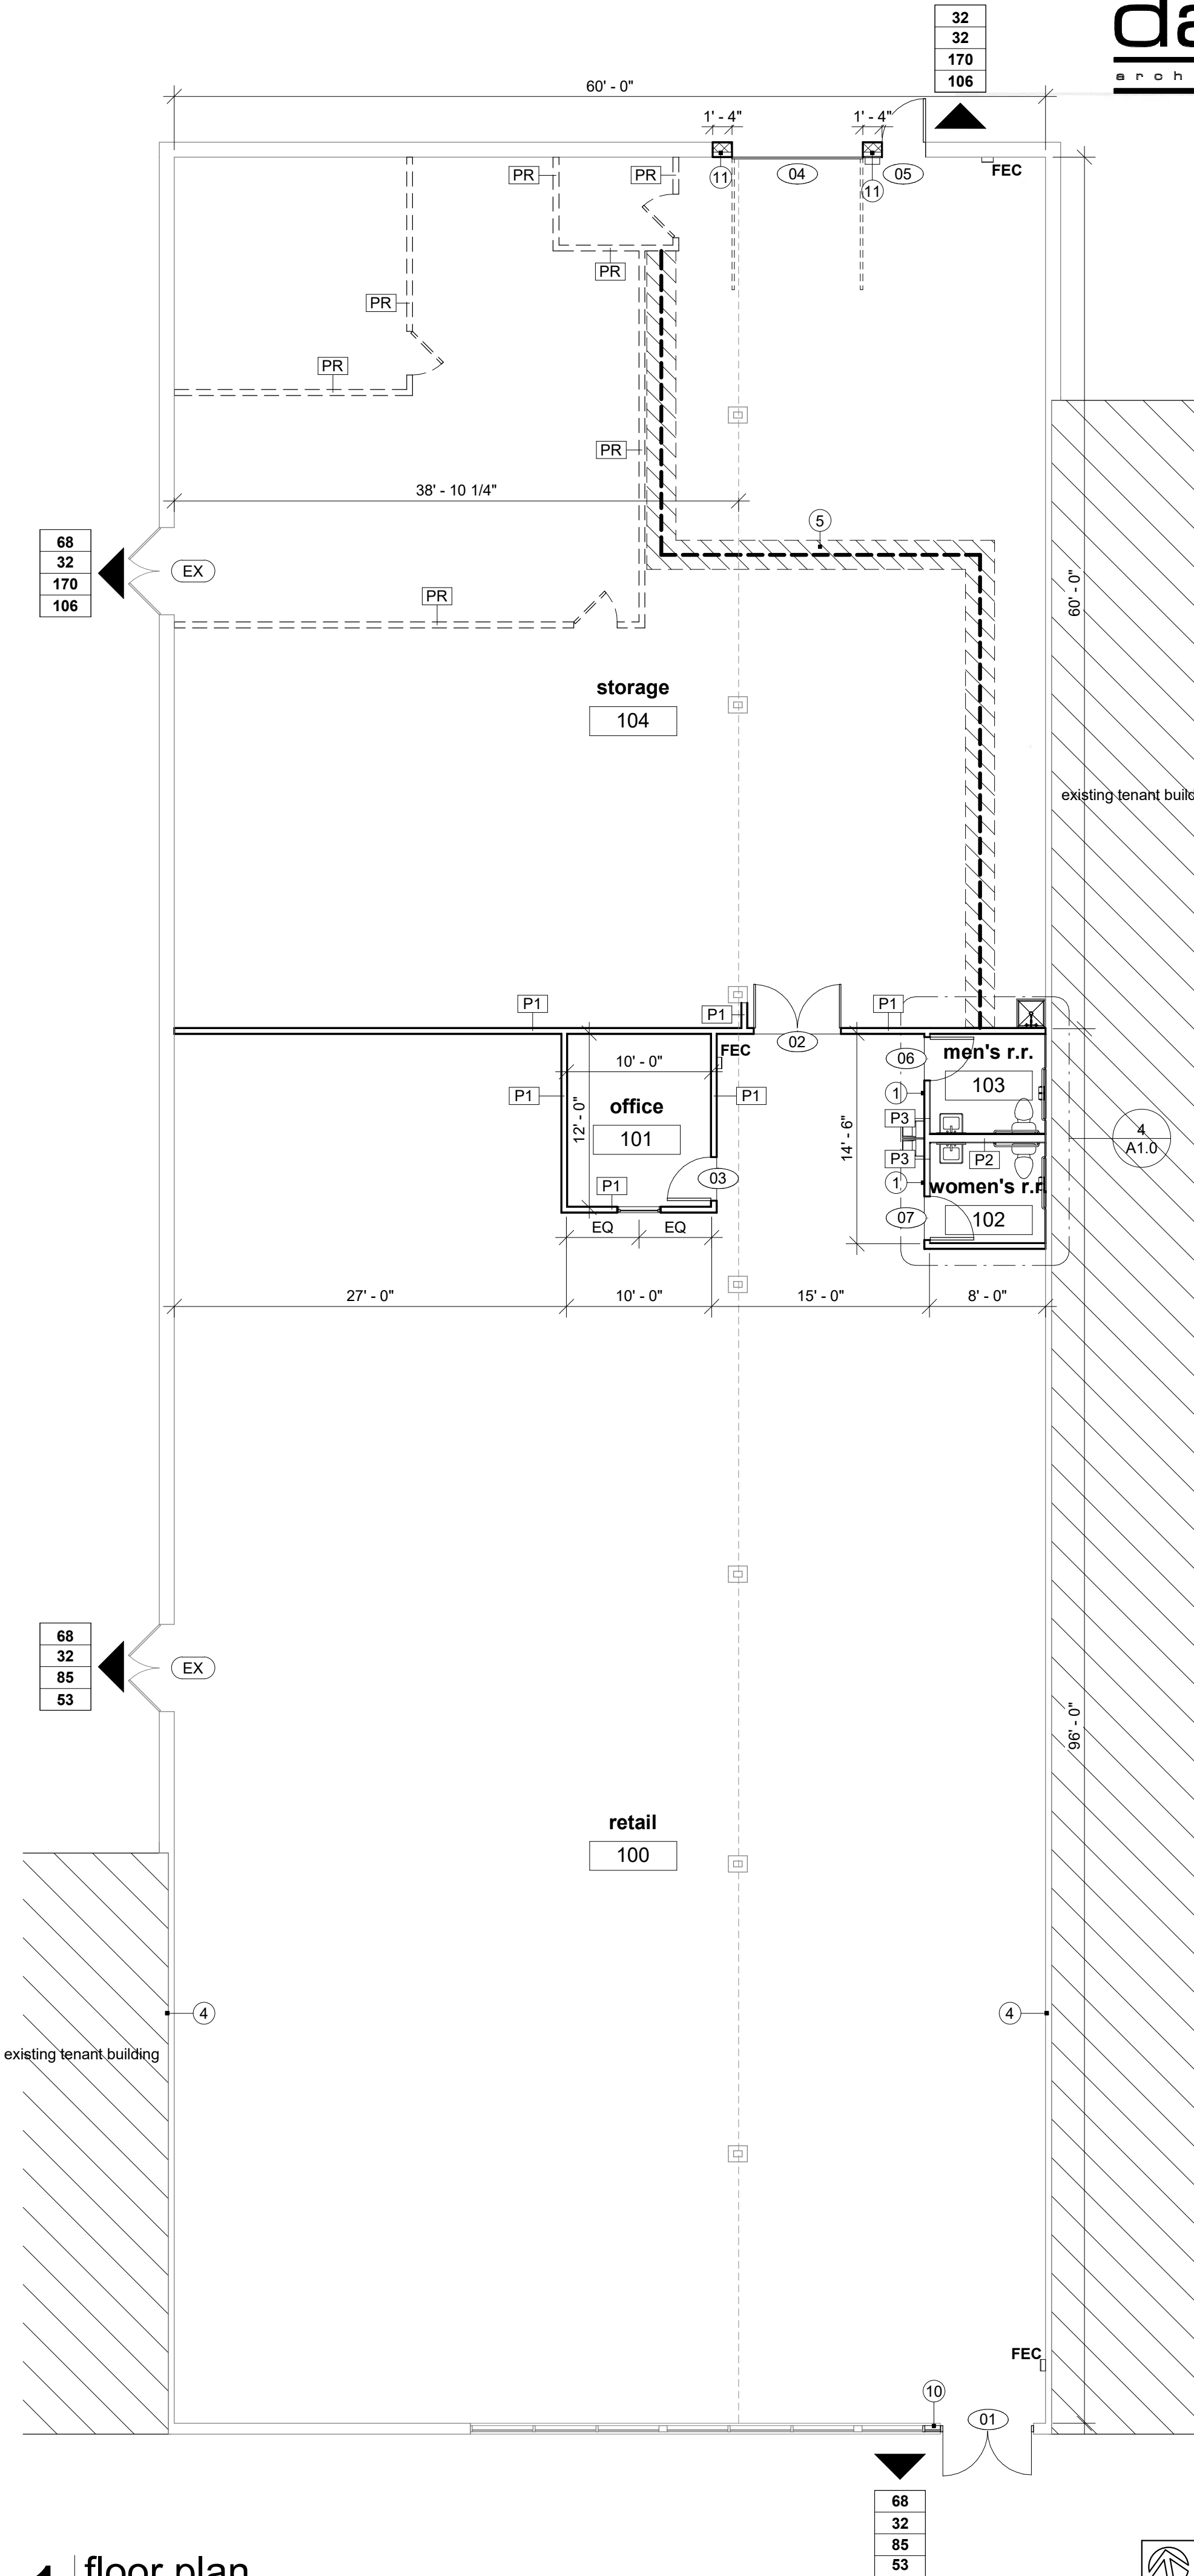 da
arch
32
32
170
106
60' - 0"
1' - 4"
1' - 4"
11
04
11
05
FEC
PR
PR
PR
PR
PR
PR
38' - 10 1/4"
5
68
32
170
106
EX
60' - 0"
PR
storage
104
existing tenant build
P1
P1
P1
02
FEC
06
men's r.r.
103
10' - 0"
P1
12' - 0"
office
101
P1
1
P3
14' - 6"
4
A1.0
P3
P2
03
1
women's r.r.
102
P1
07
EQ
EQ
27' - 0"
10' - 0"
15' - 0"
8' - 0"
68
32
85
53
EX
96' - 0"
retail
100
4
4
existing tenant building
FEC
10
01
68
32
85
53
1
floor plan